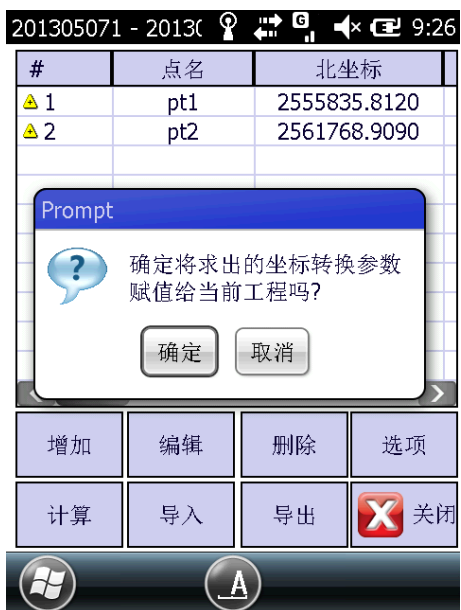 201305071 - 2013( G 9:26
# 点名 北坐标
1 pt1 2555835.8120
2 pt2 2561768.9090
Prompt
确定将求出的坐标转换参数
赋值给当前工程吗?
确定 取消
增加 编辑 删除 选项
计算 导入 导出 关闭
A